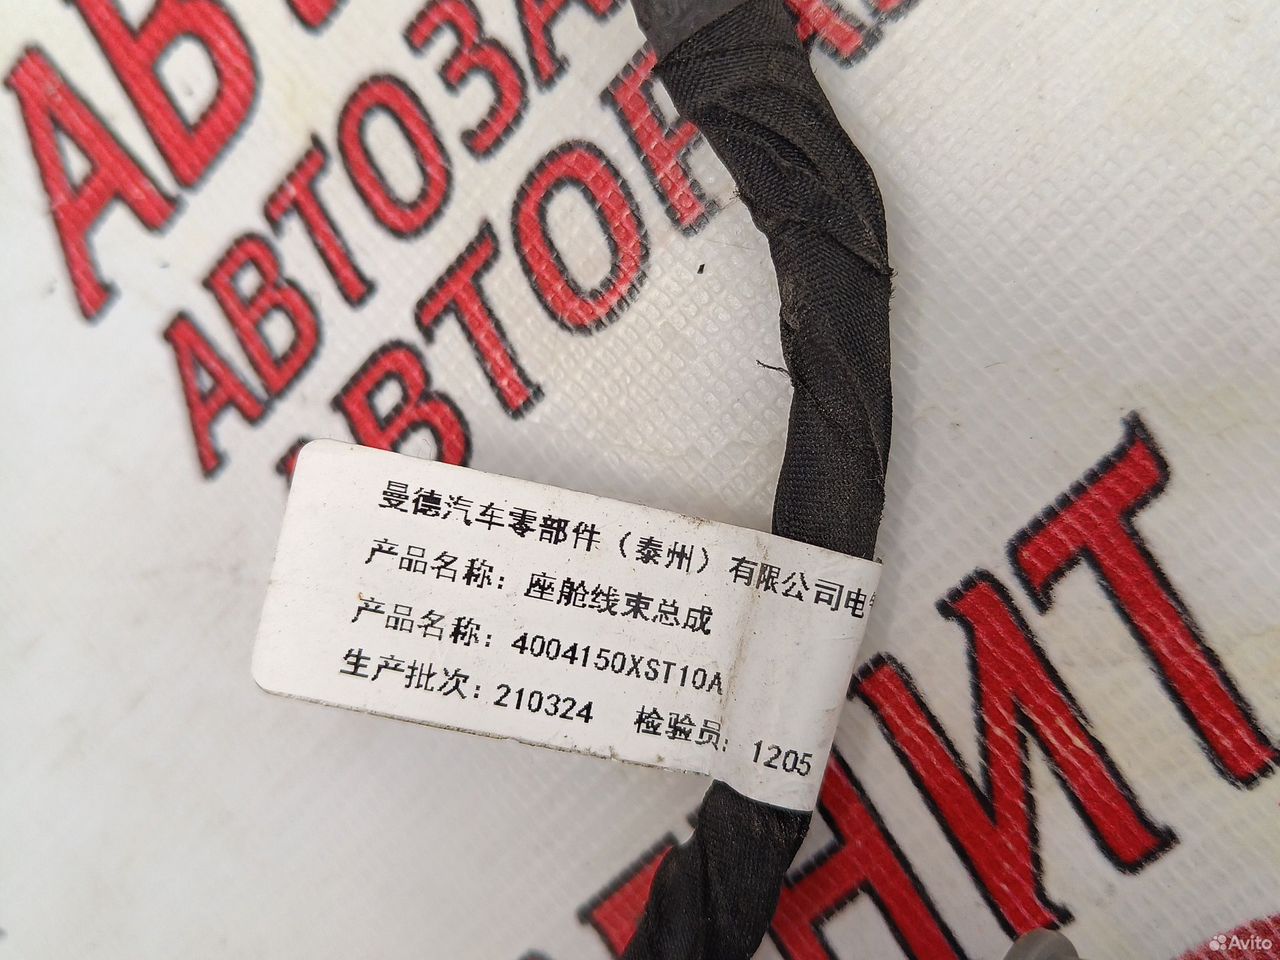 АВТОЗА
АВТО
НИТ
曼德汽车零部件（泰州）有限公司电
产品名称：座舱线束总成
产品名称：4004150XST10A
生产批次：210324 检验员：1205
Avito